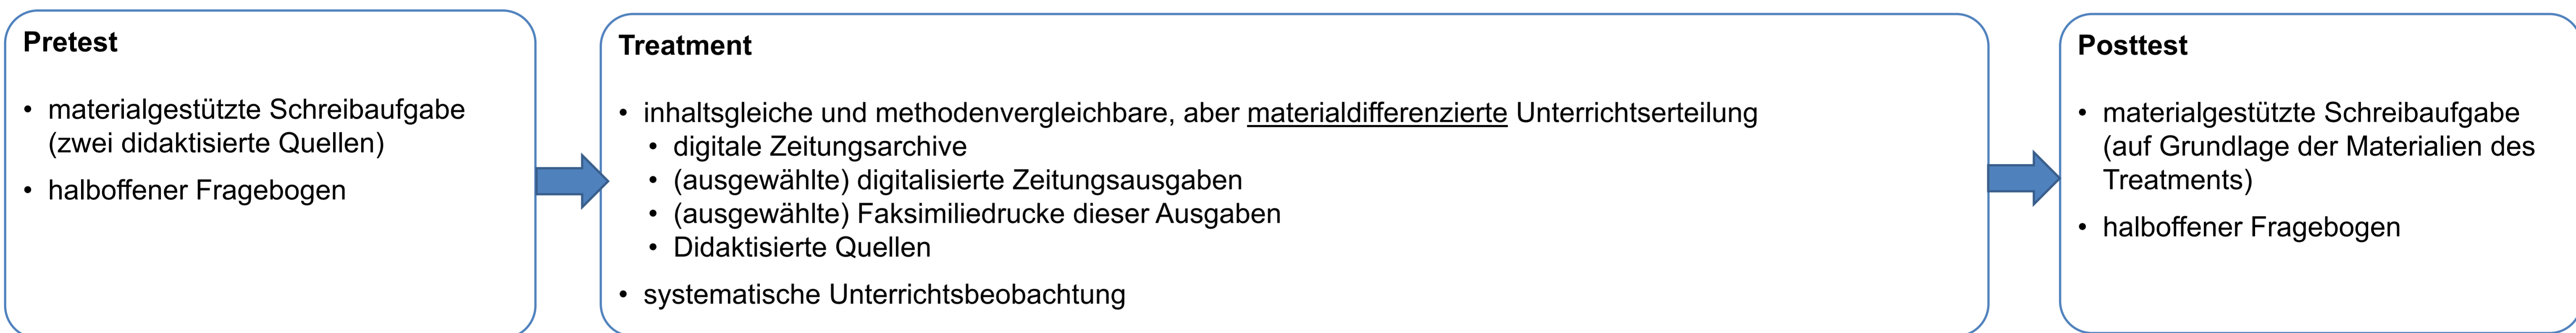 Pretest
• materialgestützte Schreibaufgabe
(zwei didaktisierte Quellen)
• halboffener Fragebogen
Treatment
• inhaltsgleiche und methodenvergleichbare, aber materialdifferenzierte Unterrichtserteilung
• digitale Zeitungsarchive
• (ausgewählte) digitalisierte Zeitungsausgaben
• (ausgewählte) Faksimiliedrucke dieser Ausgaben
• Didaktisierte Quellen
• systematische Unterrichtsbeobachtung
Posttest
• materialgestützte Schreibaufgabe
(auf Grundlage der Materialien des
Treatments)
• halboffener Fragebogen